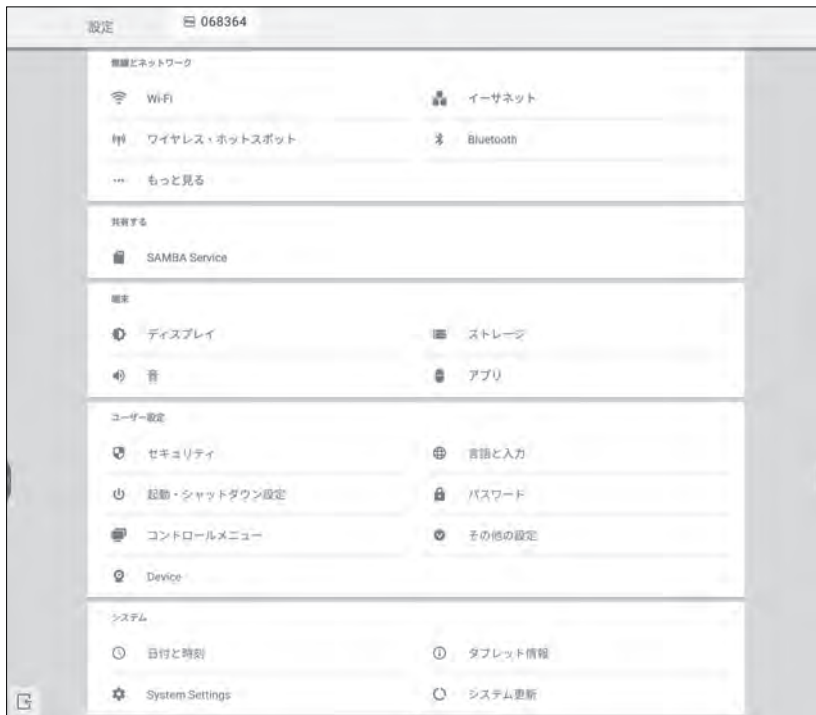 設定
068364
無線とネットワーク
Wi-Fi
イーサネット
ワイヤレス・ホットスポット
Bluetooth
もっと見る
共有する
SAMBA Service
端末
ディスプレイ
ストレージ
音
アプリ
ユーザー設定
セキュリティ
言語と入力
起動・シャットダウン設定
パスワード
コントロールメニュー
その他の設定
Device
システム
日付と時刻
タブレット情報
System Settings
システム更新